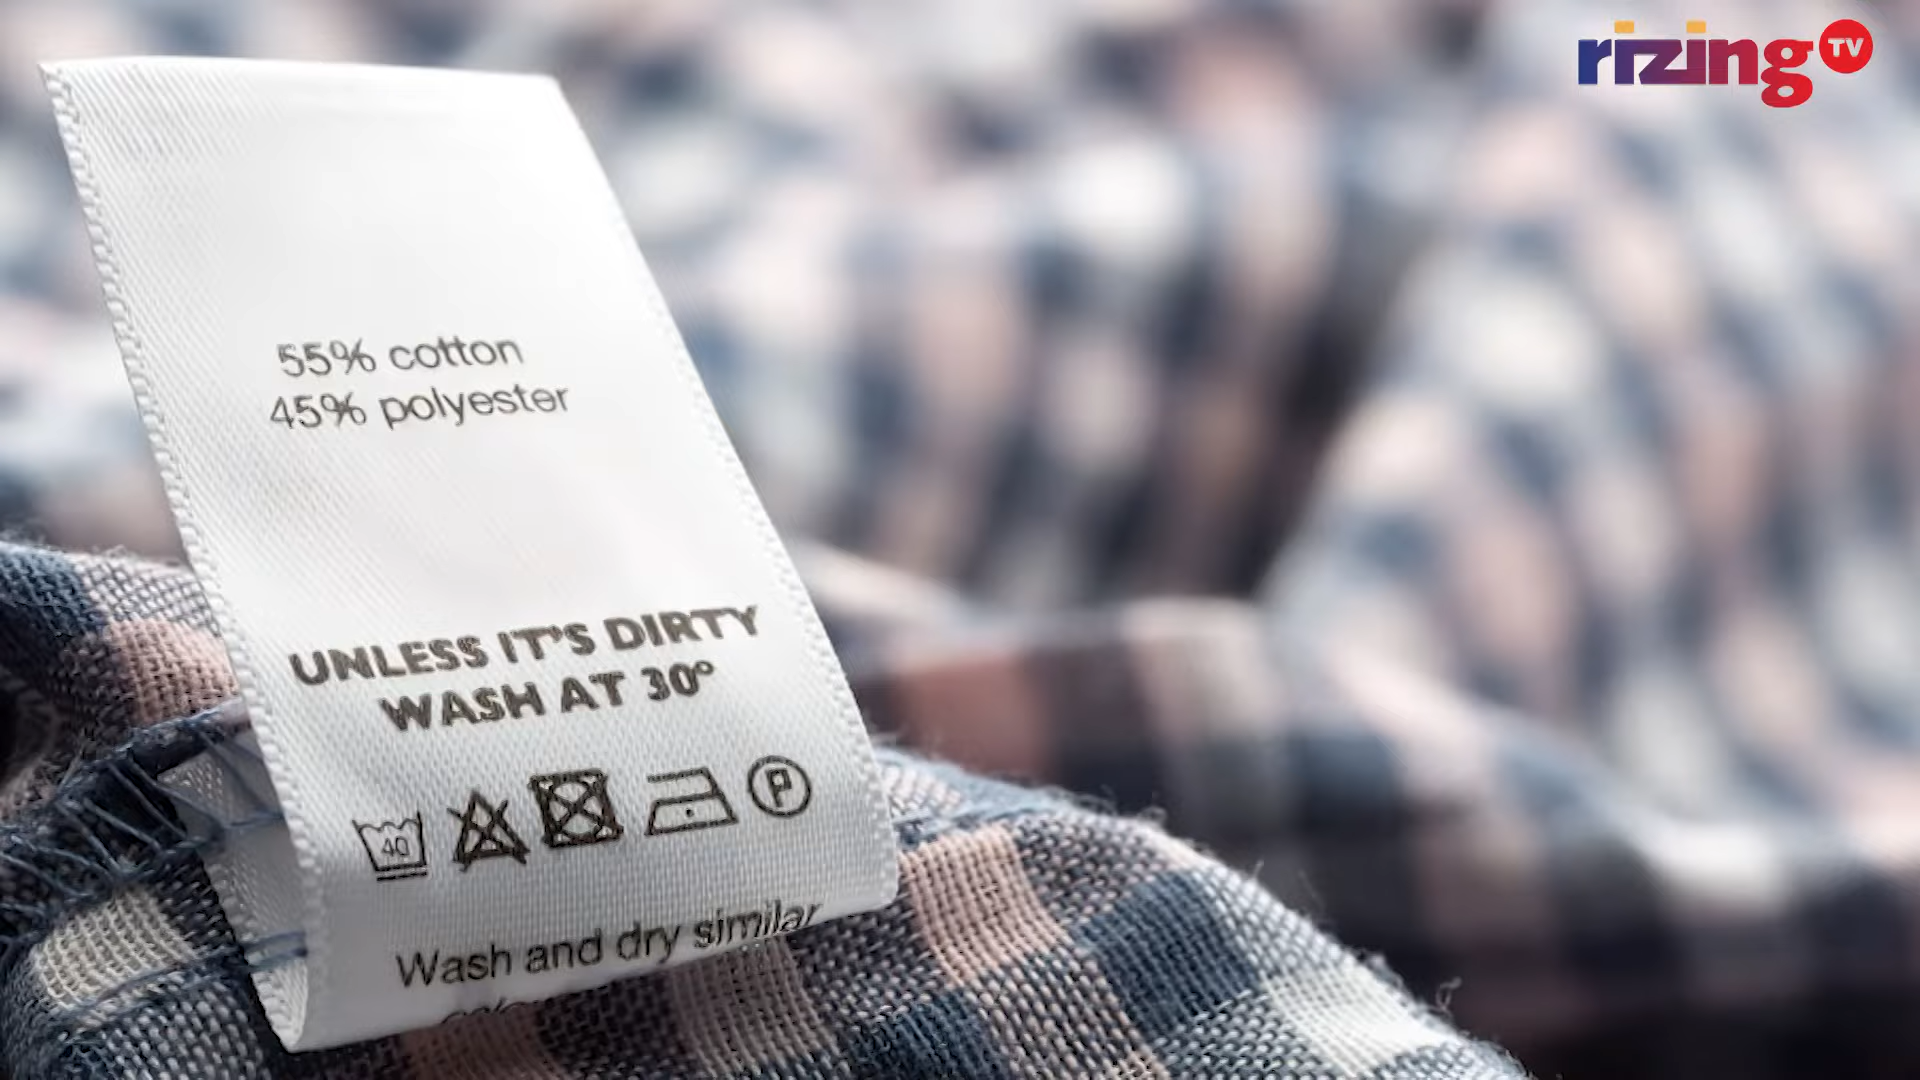 rizing TV
55% cotton
45% polyester
UNLESS IT'S DIRTY
WASH AT 30°
40 P
Wash and dry similar